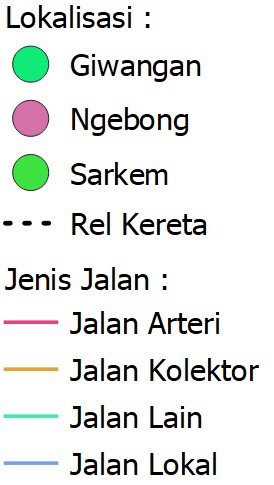 Lokalisasi :
Giwangan
Ngebong
Sarkem
Rel Kereta
Jenis Jalan :
Jalan Arteri
Jalan Kolektor
Jalan Lain
Jalan Lokal